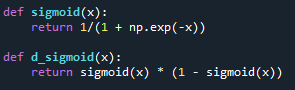 def sigmoid(x):
    return 1/(1 + np.exp(-x))

def d_sigmoid(x):
    return sigmoid(x) * (1 - sigmoid(x))